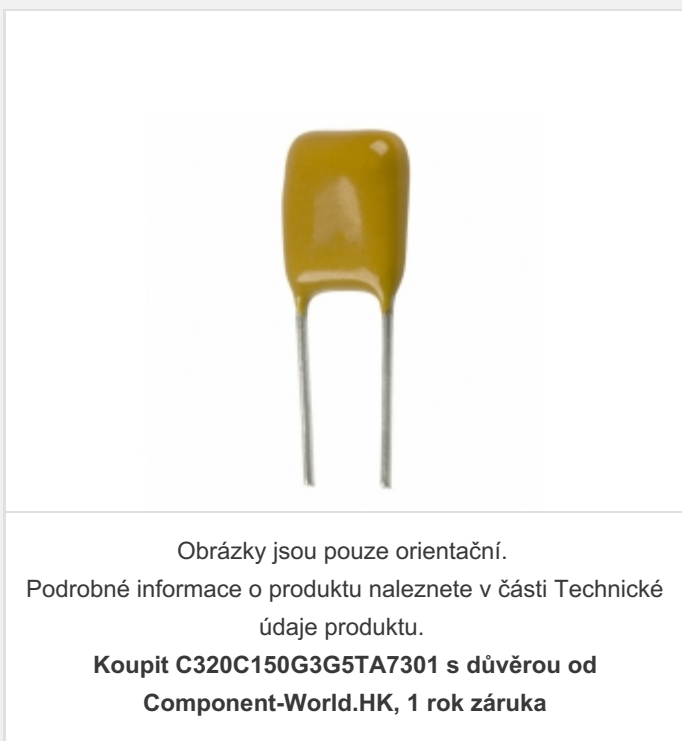 Obrázky jsou pouze orientační.
Podrobné informace o produktu naleznete v části Technické
údaje produktu.
Koupit C320C150G3G5TA7301 s důvěrou od
Component-World.HK, 1 rok záruka